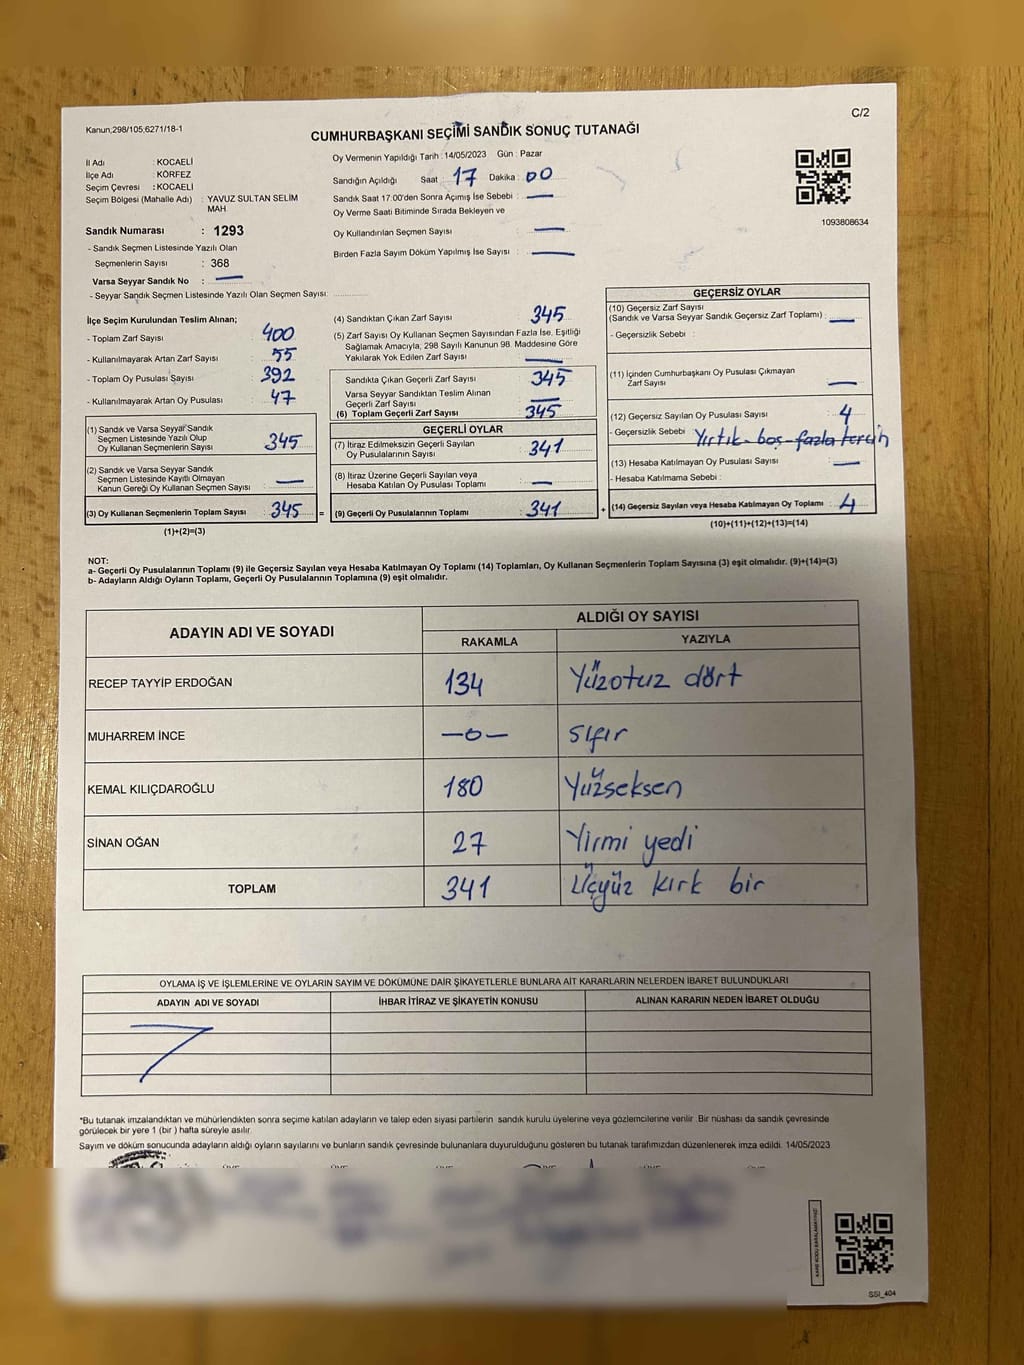 C/2
Kanun,298/105,6271/18-1
CUMHURBAŞKANI SEÇİMİ SANDIK SONUÇ TUTANAĞI
İl Adı : KOCAELİ
İlçe Adı : KÖRFEZ
Seçim Çevresi : KOCAELİ
Seçim Bölgesi (Mahalle Adı) : YAVUZ SULTAN SELİM
MAH
Sandık Numarası : 1293
- Sandık Seçmen Listesinde Yazılı Olan
Seçmenlerin Sayısı : 368
Varsa Seyyar Sandık No : —
- Seyyar Sandık Seçmen Listesinde Yazılı Olan Seçmen Sayısı:
Oy Vermenin Yapıldığı Tarih : 14/05/2023 Gün : Pazar
Sandığın Açıldığı Saat : 17 Dakika : 00
Sandık Saat 17.00'den Sonra Açımış İse Sebebi : —
Oy Verme Saati Bitiminde Sırada Bekleyen ve
Oy Kullandırılan Seçmen Sayısı : —
Birden Fazla Sayım Döküm Yapılmış İse Sayısı : —
1093808634
İlçe Seçim Kurulundan Teslim Alınan;
- Toplam Zarf Sayısı : 400
- Kullanılmayarak Artan Zarf Sayısı : 55
- Toplam Oy Pusulası Sayısı : 392
- Kullanılmayarak Artan Oy Pusulası : 47
(1) Sandık ve Varsa Seyyar Sandık
Seçmen Listesinde Yazılı Olup
Oy Kullanan Seçmenlerin Sayısı : 345
(2) Sandık ve Varsa Seyyar Sandık
Seçmen Listesinde Kayıtlı Olmayan
Kanun Gereği Oy Kullanan Seçmen Sayısı : —
(3) Oy Kullanan Seçmenlerin Toplam Sayısı : 345 =
(1)+(2)=(3)
(4) Sandıktan Çıkan Zarf Sayısı : 345
(5) Zarf Sayısı Oy Kullanan Seçmen Sayısından Fazla İse, Eşitliği
Sağlamak Amacıyla, 298 Sayılı Kanunun 98. Maddesine Göre
Yakılarak Yok Edilen Zarf Sayısı : —
Sandıkta Çıkan Geçerli Zarf Sayısı : 345
Varsa Seyyar Sandıktan Teslim Alınan
Geçerli Zarf Sayısı : —
(6) Toplam Geçerli Zarf Sayısı : 345
GEÇERLİ OYLAR
(7) İtiraz Edilmeksizin Geçerli Sayılan
Oy Pusulalarının Sayısı : 341
(8) İtiraz Üzerine Geçerli Sayılan veya
Hesaba Katılan Oy Pusulası Toplamı : —
(9) Geçerli Oy Pusulalarının Toplamı : 341 +
GEÇERSİZ OYLAR
(10) Geçersiz Zarf Sayısı
(Sandık ve Varsa Seyyar Sandık Geçersiz Zarf Toplamı) : —
- Geçersizlik Sebebi :
(11) İçinden Cumhurbaşkanı Oy Pusulası Çıkmayan
Zarf Sayısı : —
(12) Geçersiz Sayılan Oy Pusulası Sayısı : 4
- Geçersizlik Sebebi : Yırtık- boş- fazla tercih
(13) Hesaba Katılmayan Oy Pusulası Sayısı : —
- Hesaba Katılmama Sebebi :
(14) Geçersiz Sayılan veya Hesaba Katılmayan Oy Toplamı : 4
(10)+(11)+(12)+(13)=(14)
NOT:
a- Geçerli Oy Pusulalarının Toplamı (9) ile Geçersiz Sayılan veya Hesaba Katılmayan Oy Toplamı (14) Toplamları, Oy Kullanan Seçmenlerin Toplam Sayısına (3) eşit olmalıdır. (9)+(14)=(3)
b- Adayların Aldığı Oyların Toplamı, Geçerli Oy Pusulalarının Toplamına (9) eşit olmalıdır.
ADAYIN ADI VE SOYADI ALDIĞI OY SAYISI
RAKAMLA YAZIYLA
RECEP TAYYİP ERDOĞAN 134 Yüzotuz dört
MUHARREM İNCE —0— sıfır
KEMAL KILIÇDAROĞLU 180 Yüzseksen
SİNAN OĞAN 27 Yirmi yedi
TOPLAM 341 Üçyüz kırk bir
OYLAMA İŞ VE İŞLEMLERİNE VE OYLARIN SAYIM VE DÖKÜMÜNE DAİR ŞİKAYETLERLE BUNLARA AİT KARARLARIN NELERDEN İBARET BULUNDUKLARI
ADAYIN ADI VE SOYADI İHBAR İTİRAZ VE ŞİKAYETİN KONUSU ALINAN KARARIN NEDEN İBARET OLDUĞU
*Bu tutanak imzalandıktan ve mühürlendikten sonra seçime katılan adayların ve talep eden siyasi partilerin sandık kurulu üyelerine veya gözlemcilerine verilir. Bir nüshası da sandık çevresinde
görülecek bir yere 1 (bir ) hafta süreyle asılır.
Sayım ve döküm sonucunda adayların aldığı oyların sayılarını ve bunların sandık çevresinde bulunanlara duyurulduğunu gösteren bu tutanak tarafımızdan düzenlenerek imza edildi. 14/05/2023
KARE KODU KARALAMAYINIZ!
SSI_404